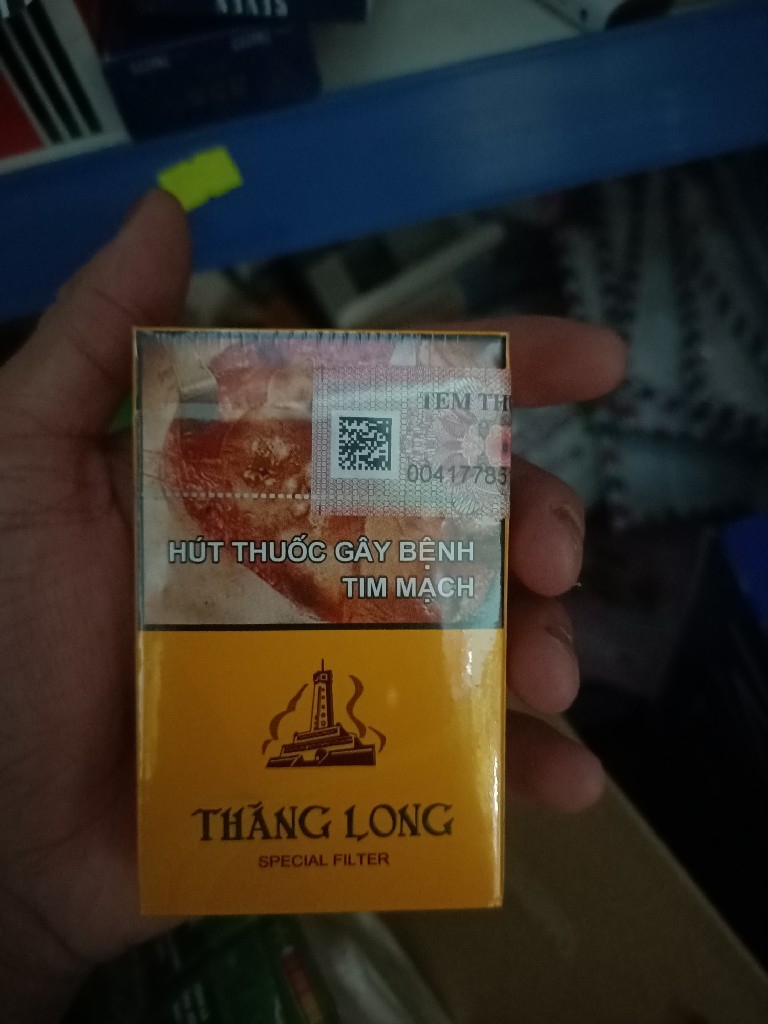 TEM TH
00417785
HÚT THUỐC GÂY BỆNH
TIM MẠCH
THĂNG LONG
SPECIAL FILTER